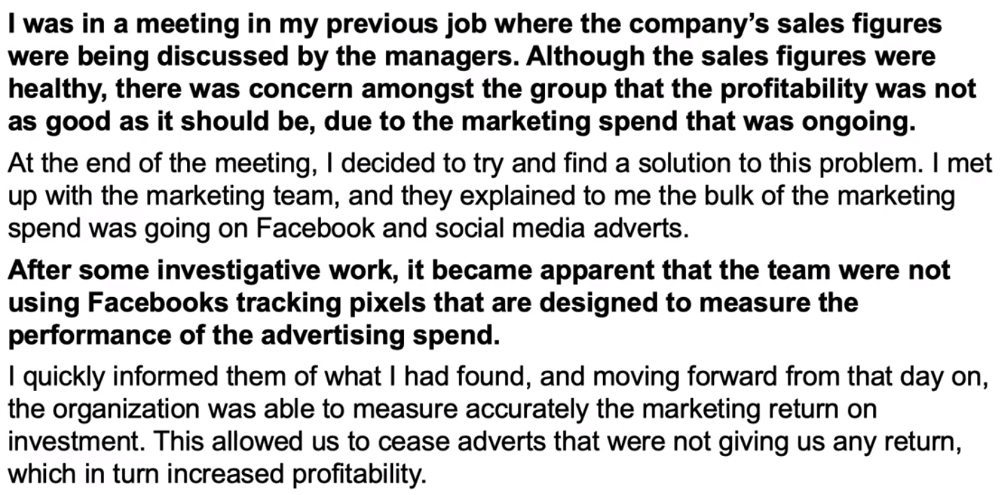 I was in a meeting in my previous job where the company’s sales figures
were being discussed by the managers. Although the sales figures were
healthy, there was concern amongst the group that the profitability was not
as good as it should be, due to the marketing spend that was ongoing.
At the end of the meeting, I decided to try and find a solution to this problem. I met
up with the marketing team, and they explained to me the bulk of the marketing
spend was going on Facebook and social media adverts.
After some investigative work, it became apparent that the team were not
using Facebooks tracking pixels that are designed to measure the
performance of the advertising spend.
I quickly informed them of what I had found, and moving forward from that day on,
the organization was able to measure accurately the marketing return on
investment. This allowed us to cease adverts that were not giving us any return,
which in turn increased profitability.